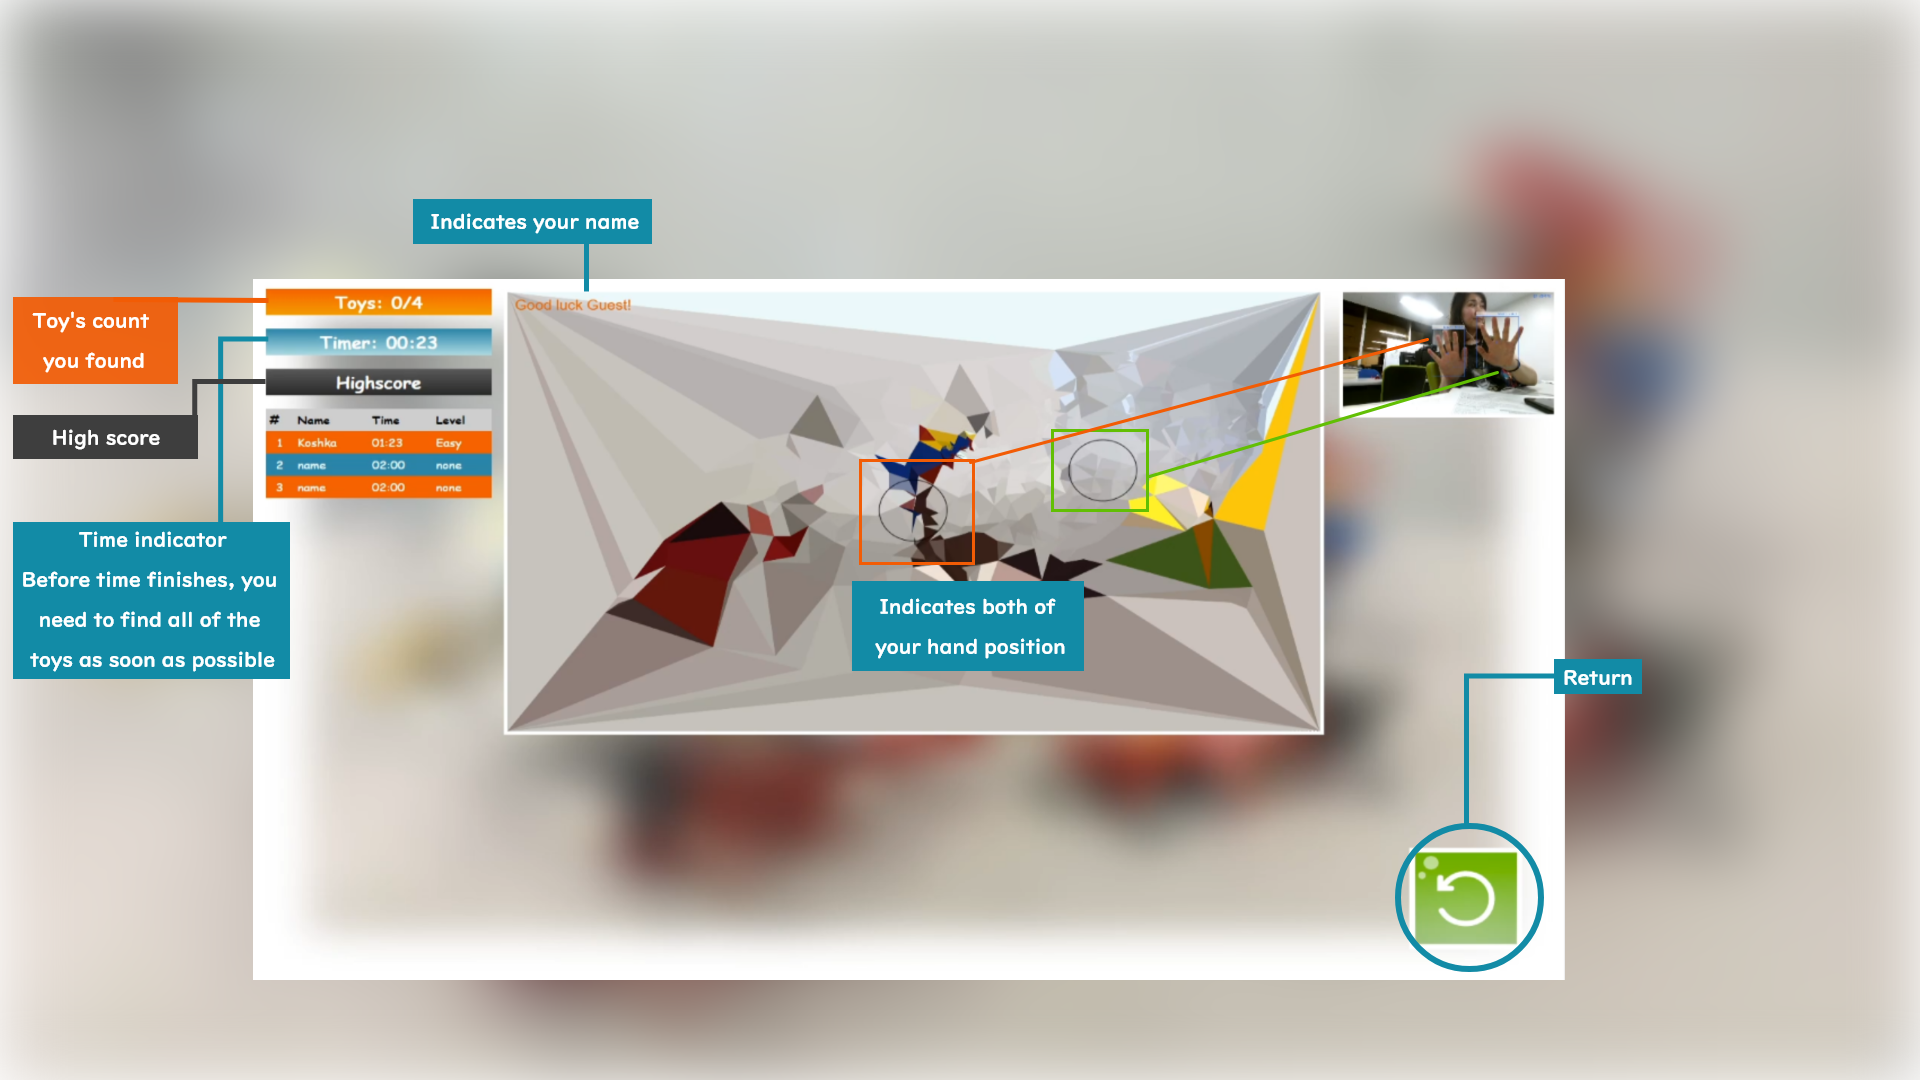 Indicates your name
Toy's count
you found
High score
Time indicator
Before time finishes, you
need to find all of the
toys as soon as possible
Toys: 0/4
Timer: 00:23
Highscore
# Name Time Level
1 Koshka 01:23 Easy
2 name 02:00 none
3 name 02:00 none
Good luck Guest!
Indicates both of
your hand position
Return